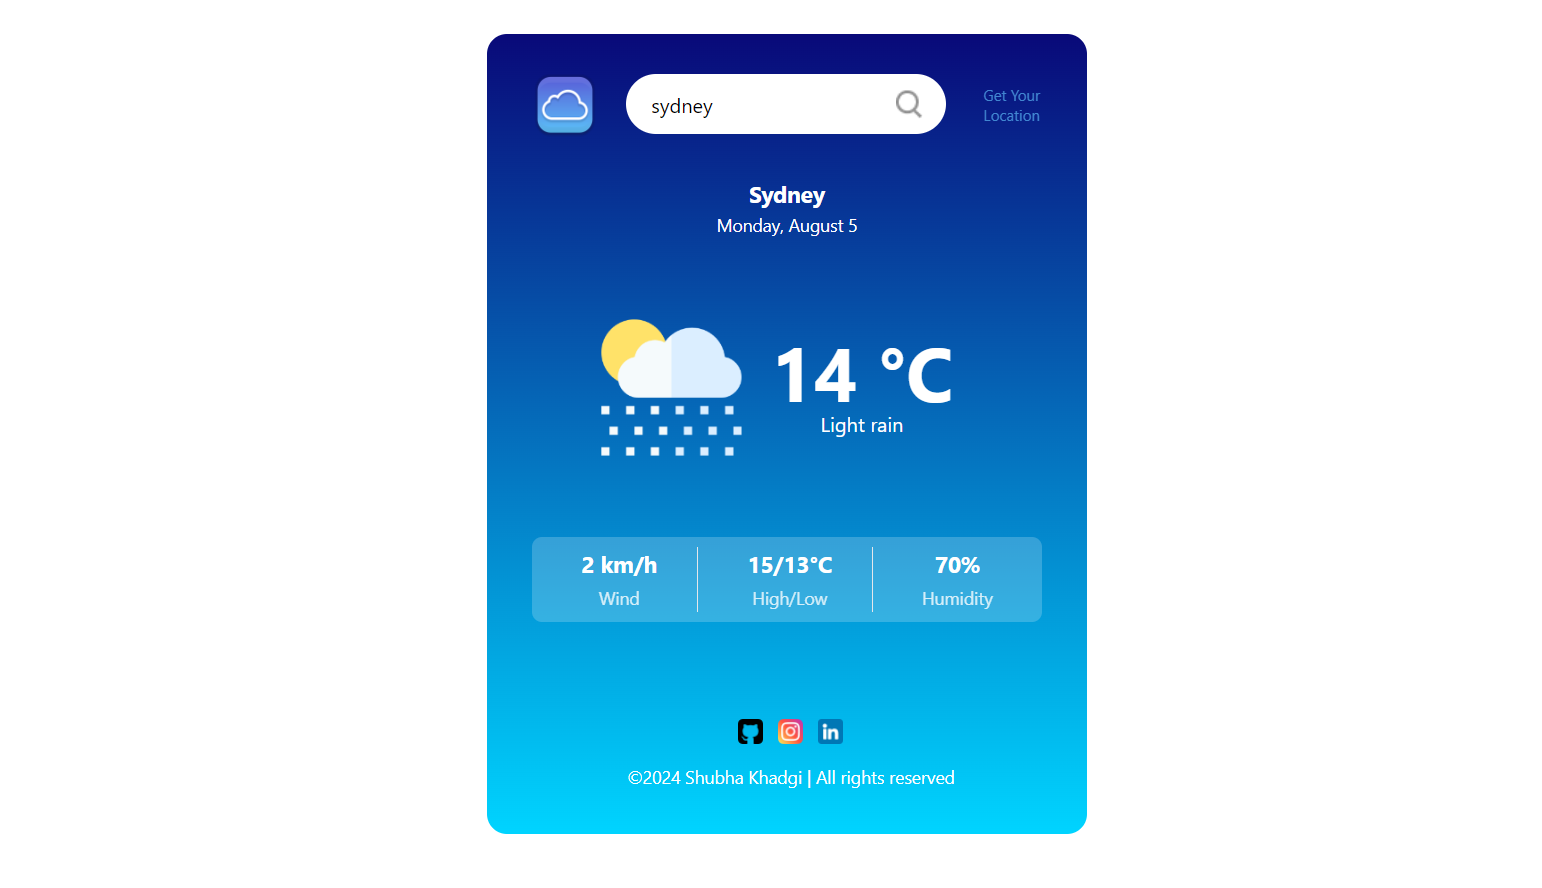 sydney
Get Your
Location
Sydney
Monday, August 5
14 °C
Light rain
2 km/h
Wind
15/13°C
High/Low
70%
Humidity
in
©2024 Shubha Khadgi | All rights reserved